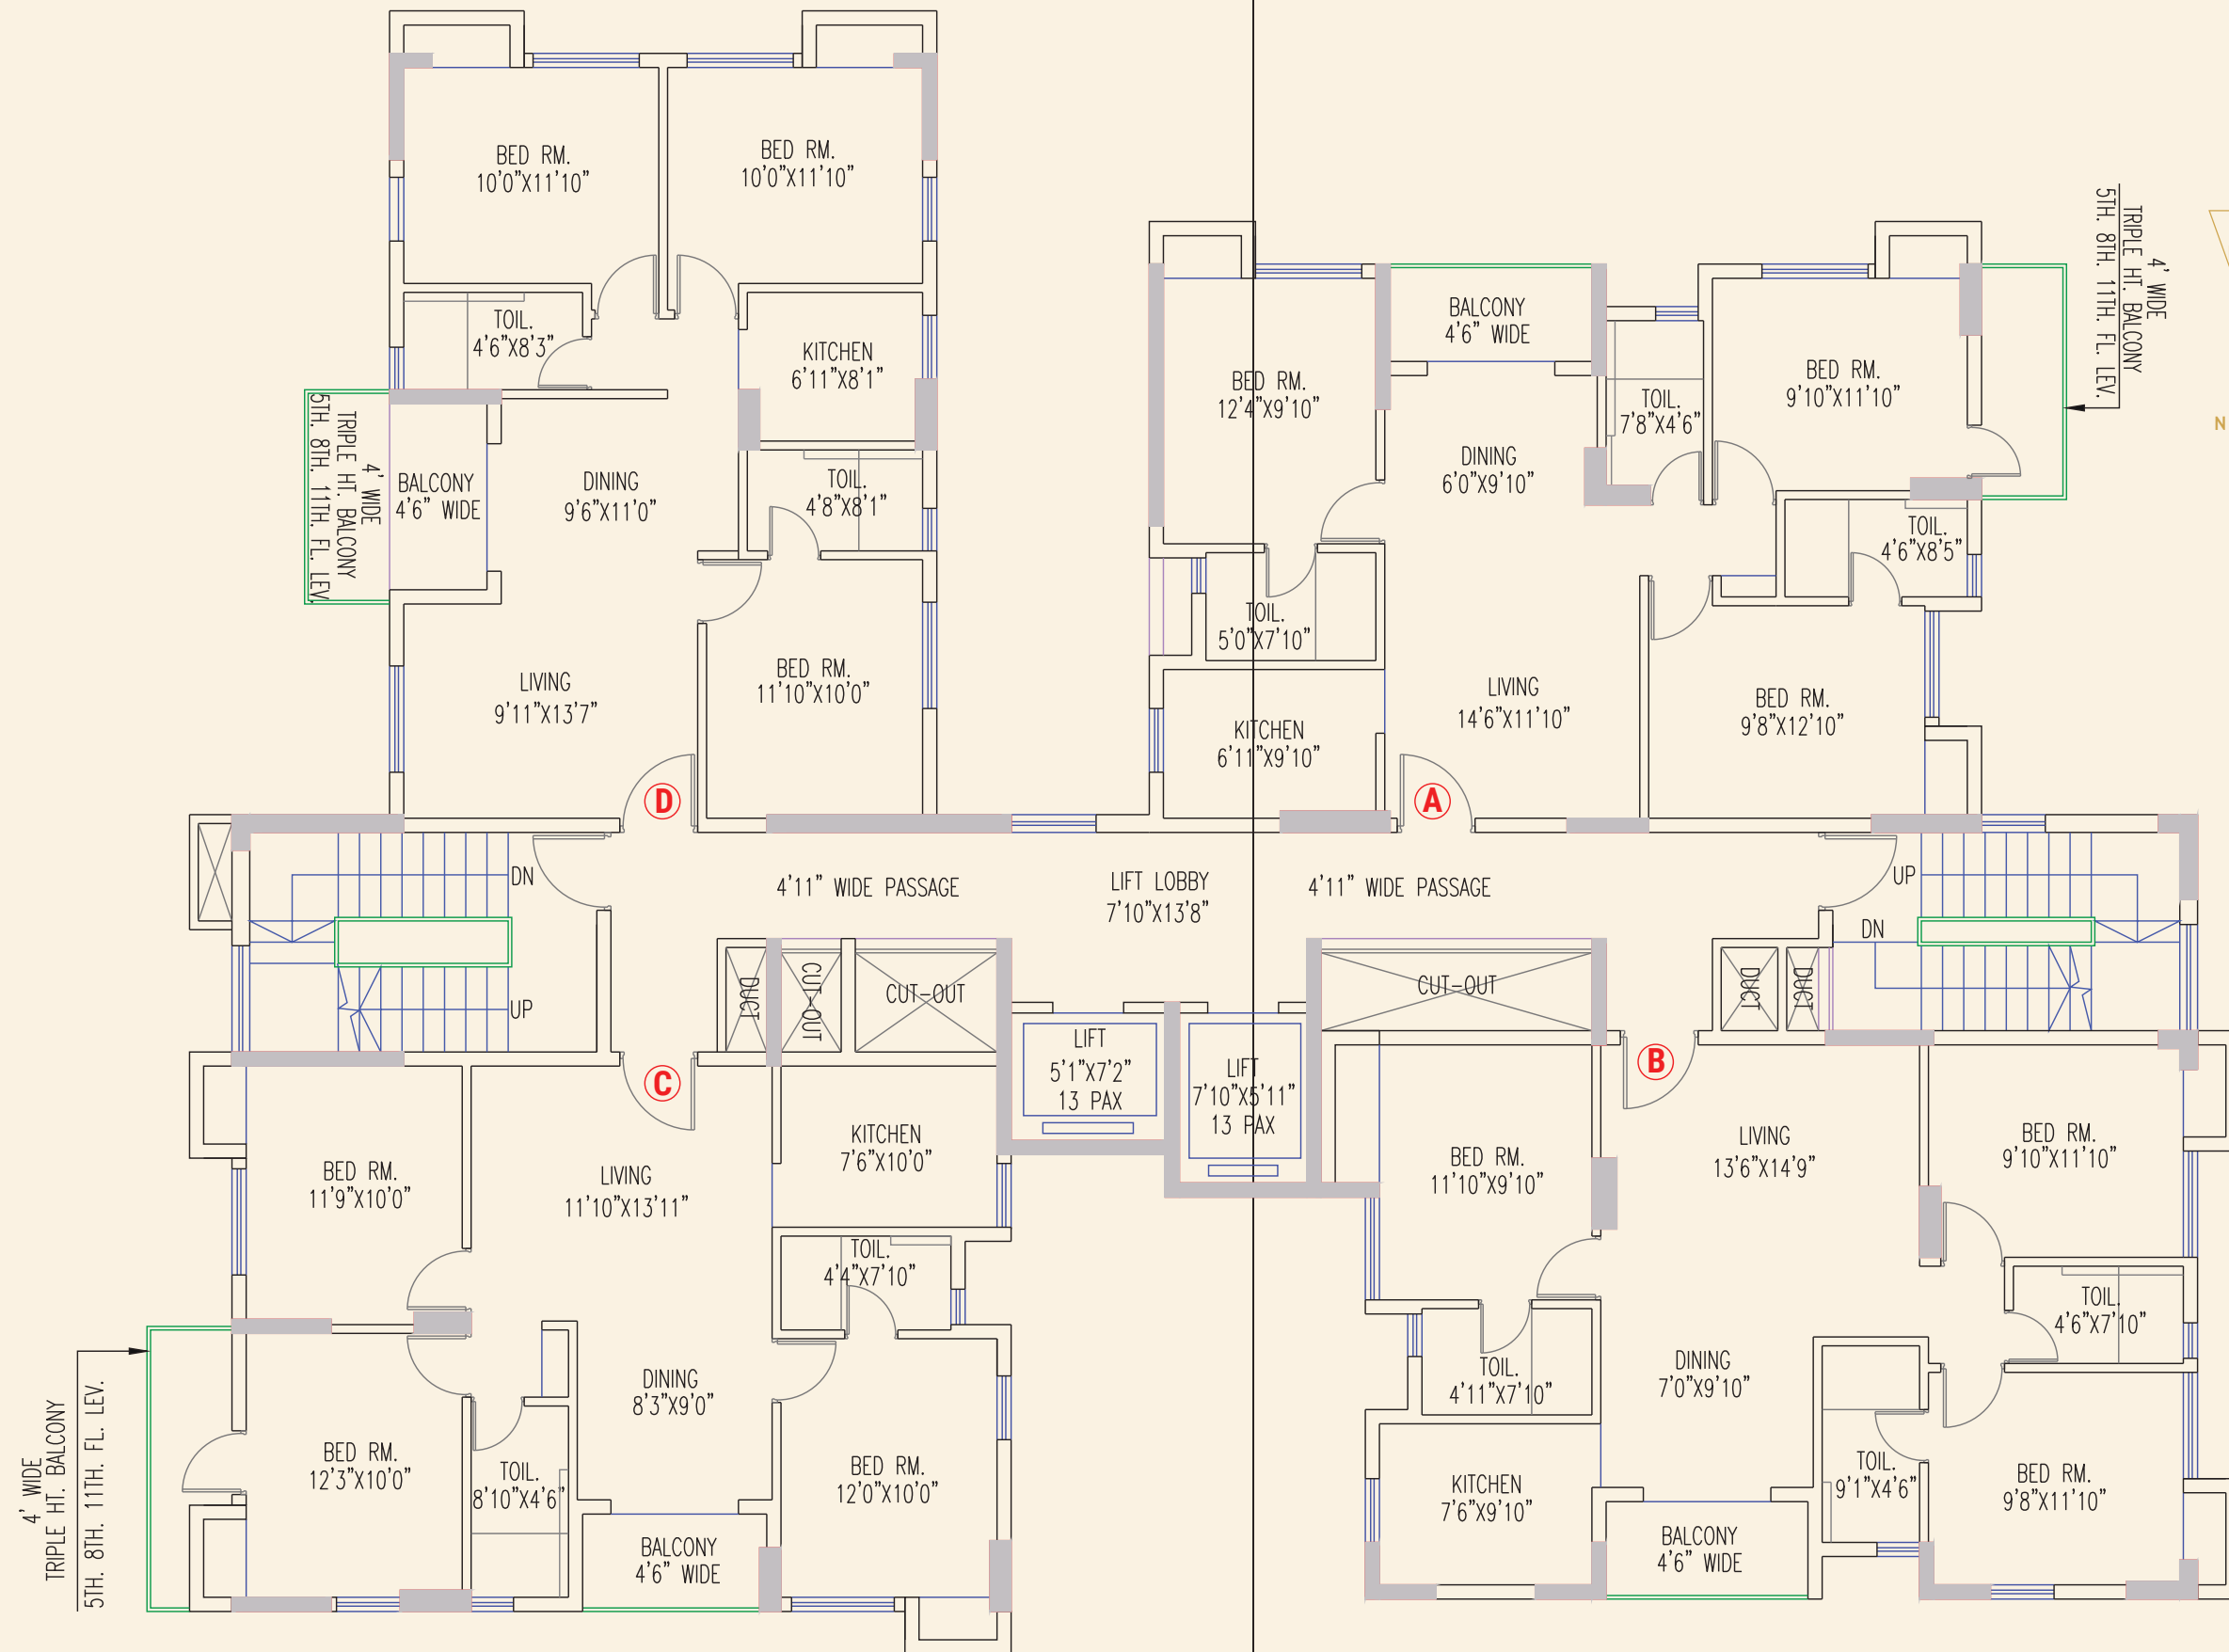 BED RM.
10'0"X11'10"
BED RM.
10'0"X11'10"
TOIL.
4'6"X8'3"
KITCHEN
6'11"X8'1"
4' WIDE
TRIPLE HT. BALCONY
5TH. 8TH. 11TH. FL. LEV.
BALCONY
4'6" WIDE
DINING
9'6"X11'0"
TOIL.
4'8"X8'1"
LIVING
9'11"X13'7"
BED RM.
11'10"X10'0"
D
BED RM.
12'4"X9'10"
BALCONY
4'6" WIDE
TOIL.
7'8"X4'6"
BED RM.
9'10"X11'10"
4' WIDE
TRIPLE HT. BALCONY
5TH. 8TH. 11TH. FL. LEV.
N
DINING
6'0"X9'10"
TOIL.
4'6"X8'5"
TOIL.
5'0"X7'10"
LIVING
14'6"X11'10"
BED RM.
9'8"X12'10"
KITCHEN
6'11"X9'10"
A
DN
UP
4'11" WIDE PASSAGE
LIFT LOBBY
7'10"X13'8"
4'11" WIDE PASSAGE
UP
DN
DUCT
CUT-OUT
CUT-OUT
CUT-OUT
DUCT
DUCT
LIFT
5'1"X7'2"
13 PAX
LIFT
7'10"X5'11"
13 PAX
C
BED RM.
11'9"X10'0"
LIVING
11'10"X13'11"
KITCHEN
7'6"X10'0"
TOIL.
4'4"X7'10"
DINING
8'3"X9'0"
4' WIDE
TRIPLE HT. BALCONY
5TH. 8TH. 11TH. FL. LEV.
BED RM.
12'3"X10'0"
TOIL.
8'10"X4'6"
BED RM.
12'0"X10'0"
BALCONY
4'6" WIDE
B
BED RM.
11'10"X9'10"
LIVING
13'6"X14'9"
BED RM.
9'10"X11'10"
TOIL.
4'6"X7'10"
TOIL.
4'11"X7'10"
DINING
7'0"X9'10"
KITCHEN
7'6"X9'10"
TOIL.
9'1"X4'6"
BED RM.
9'8"X11'10"
BALCONY
4'6" WIDE